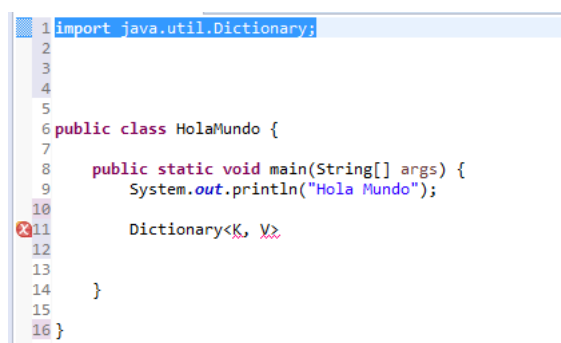 1 import java.util.Dictionary;
2
3
4
5
6 public class HolaMundo {
7
8 public static void main(String[] args) {
9 System.out.println("Hola Mundo");
10
11 Dictionary<K, V>
12
13
14 }
15
16 }